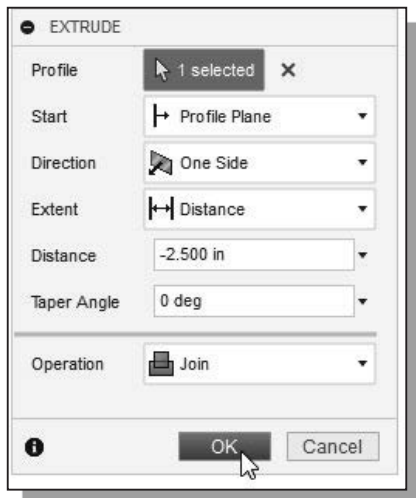 EXTRUDE
Profile 1 selected
Start Profile Plane
Direction One Side
Extent Distance
Distance -2.500 in
Taper Angle 0 deg
Operation Join
OK Cancel